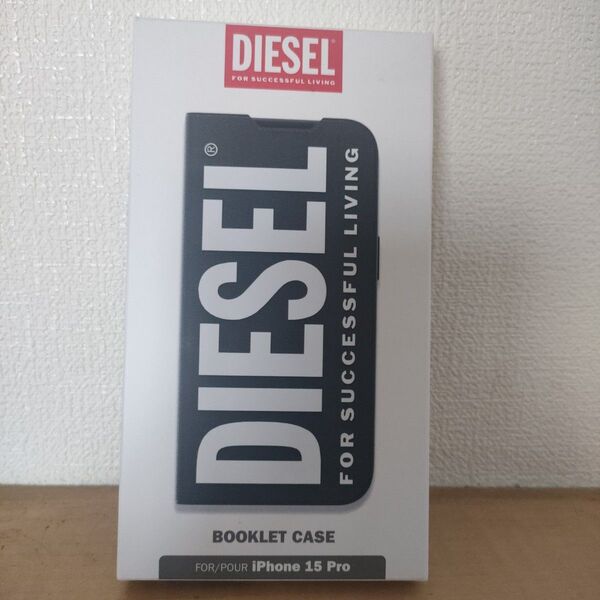 DIESEL®
FOR SUCCESSFUL LIVING
DIESEL®
FOR SUCCESSFUL LIVING
BOOKLET CASE
FOR/POUR iPhone 15 Pro